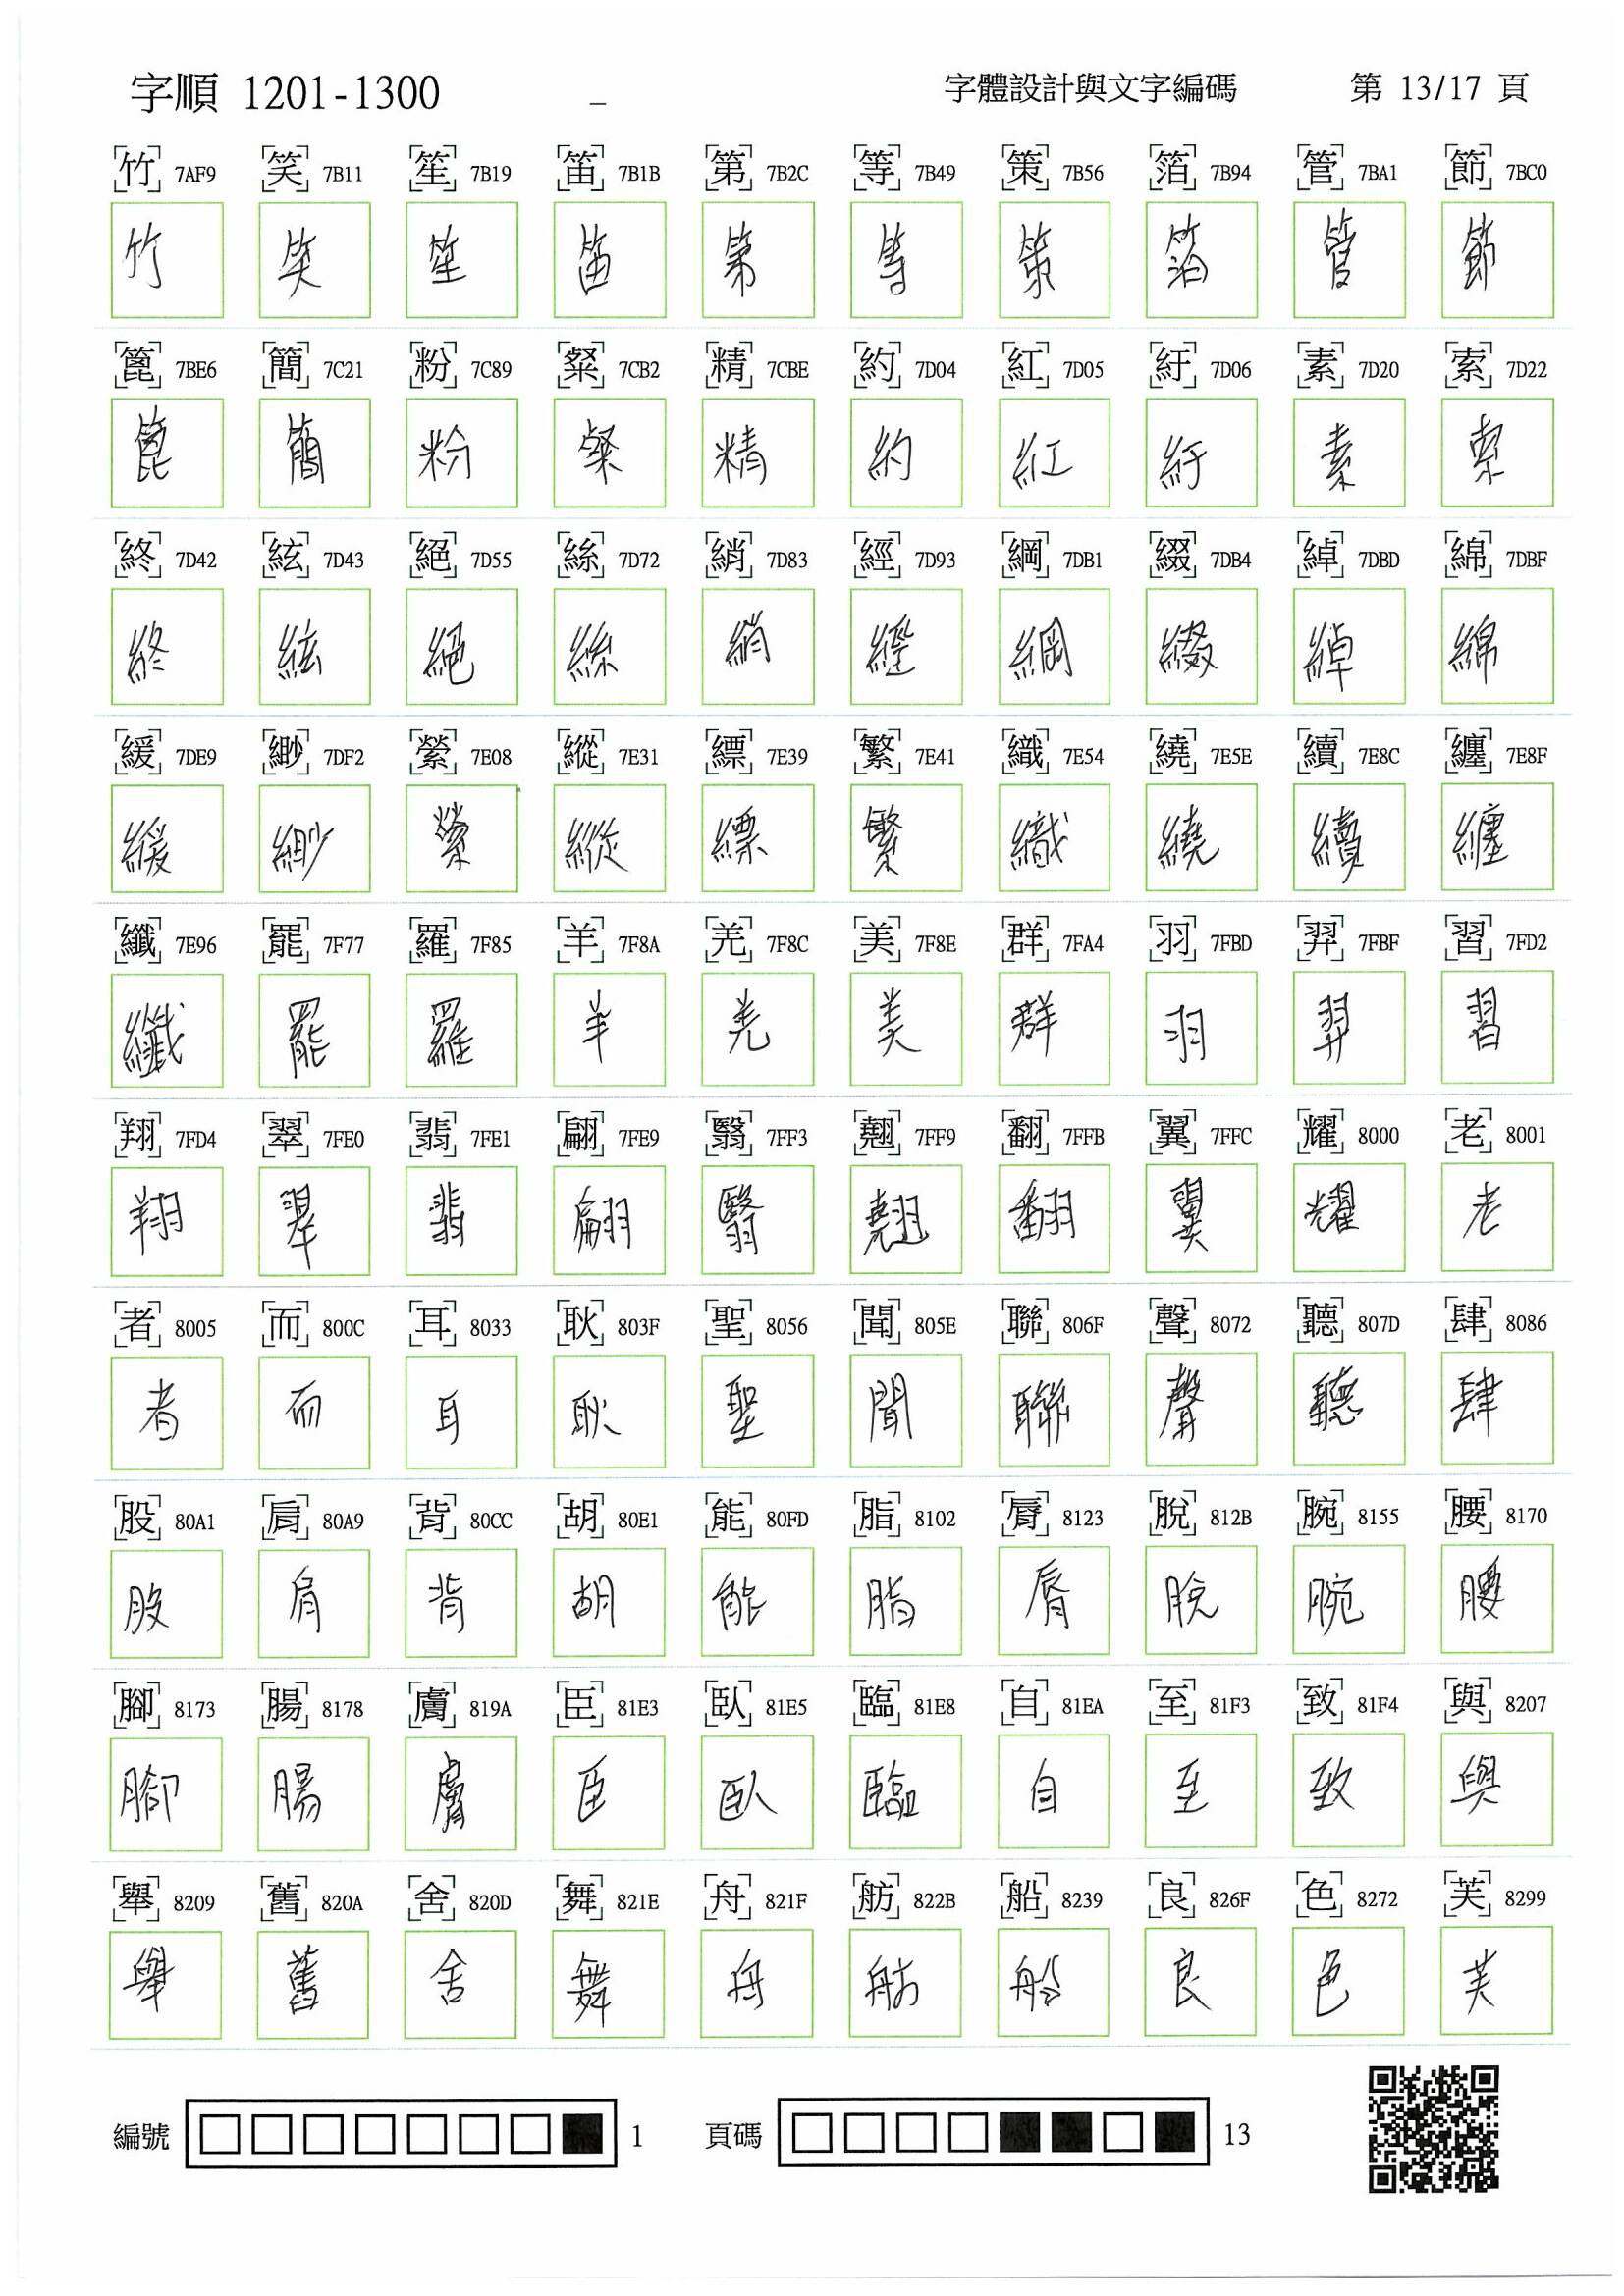 字順 1201-1300 _ 字體設計與文字編碼 第 13/17 頁
竹 7AF9 笑 7B11 笙 7B19 笛 7B1B 第 7B2C 等 7B49 策 7B56 箔 7B94 管 7BA1 節 7BC0
竹 笑 笙 笛 第 等 策 箔 管 節
篦 7BE6 簡 7C21 粉 7C89 粲 7CB2 精 7CBE 約 7D04 紅 7D05 紆 7D06 素 7D20 索 7D22
篦 簡 粉 粲 精 約 紅 紆 素 索
終 7D42 絃 7D43 絕 7D55 絲 7D72 綃 7D83 經 7D93 綱 7DB1 綴 7DB4 綽 7DBD 綿 7DBF
終 絃 絕 絲 綃 經 綱 綴 綽 綿
緩 7DE9 緲 7DF2 縈 7E08 縱 7E31 縹 7E39 繁 7E41 織 7E54 繞 7E5E 續 7E8C 纏 7E8F
緩 緲 縈 縱 縹 繁 織 繞 續 纏
纖 7E96 罷 7F77 羅 7F85 羊 7F8A 羌 7F8C 美 7F8E 群 7FA4 羽 7FBD 羿 7FBF 習 7FD2
纖 罷 羅 羊 羌 美 群 羽 羿 習
翔 7FD4 翠 7FE0 翡 7FE1 翩 7FE9 翳 7FF3 翹 7FF9 翻 7FFB 翼 7FFC 耀 8000 老 8001
翔 翠 翡 翩 翳 翹 翻 翼 耀 老
者 8005 而 800C 耳 8033 耿 803F 聖 8056 聞 805E 聯 806F 聲 8072 聽 807D 肆 8086
者 而 耳 耿 聖 聞 聯 聲 聽 肆
股 80A1 肩 80A9 背 80CC 胡 80E1 能 80FD 脂 8102 脣 8123 脫 812B 腕 8155 腰 8170
股 肩 背 胡 能 脂 脣 脫 腕 腰
腳 8173 腸 8178 膚 819A 臣 81E3 臥 81E5 臨 81E8 自 81EA 至 81F3 致 81F4 與 8207
腳 腸 膚 臣 臥 臨 自 至 致 與
舉 8209 舊 820A 舍 820D 舞 821E 舟 821F 舫 822B 船 8239 良 826F 色 8272 芙 8299
舉 舊 舍 舞 舟 舫 船 良 色 芙
編號 1 頁碼 13